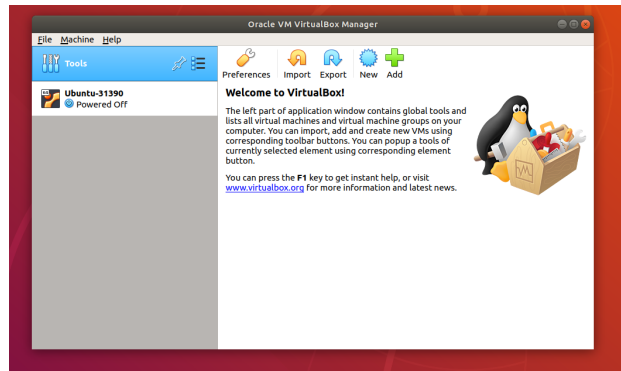 Oracle VM VirtualBox Manager
File Machine Help
Tools
Preferences Import Export New Add
Ubuntu-31390
Powered Off
Welcome to VirtualBox!
The left part of application window contains global tools and
lists all virtual machines and virtual machine groups on your
computer. You can import, add and create new VMs using
corresponding toolbar buttons. You can popup a tools of
currently selected element using corresponding element
button.
You can press the F1 key to get instant help, or visit
www.virtualbox.org for more information and latest news.